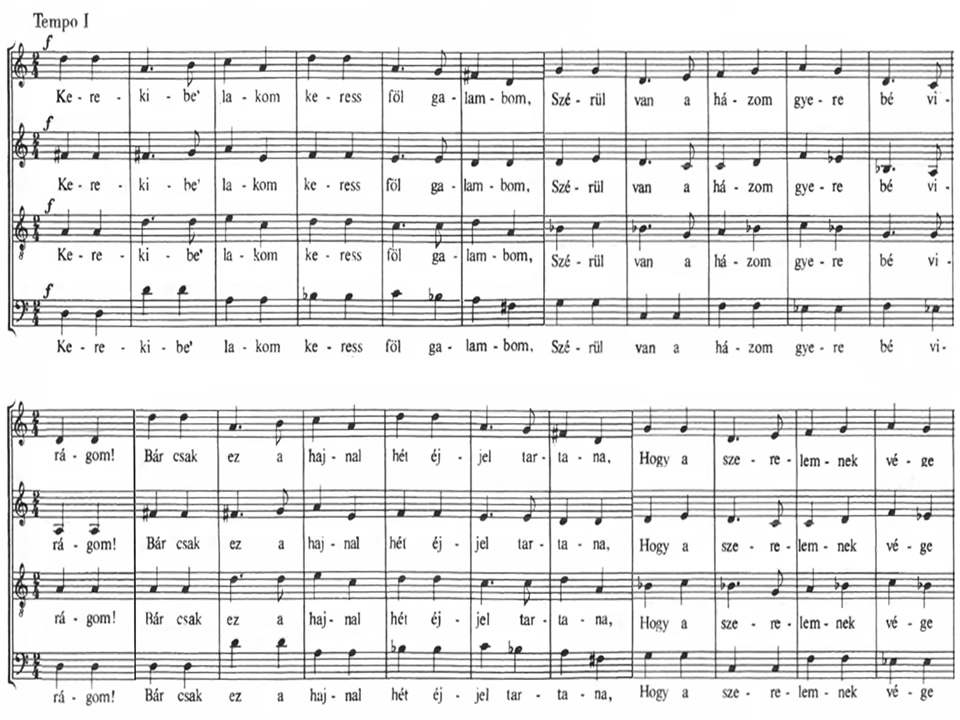 Tempo I
f
Ke - re - ki - be' la - kom ke - ress föl ga - lam - bom, Szé - rül van a há - zom gye - re bé vi -
f
Ke - re - ki - be' la - kom ke - ress föl ga - lam - bom, Szé - rül van a há - zom gye - re bé vi -
f
Ke - re - ki - be' la - kom ke - ress föl ga - lam - bom, Szé - rül van a há - zom gye - re bé vi -
8
f
Ke - re - ki - be' la - kom ke - ress föl ga - lam - bom, Szé - rül van a há - zom gye - re bé vi -
rá - gom! Bár csak ez a haj - nal hét éj - jel tar - ta - na, Hogy a sze - re - lem - nek vé - ge
rá - gom! Bár csak ez a haj - nal hét éj - jel tar - ta - na, Hogy a sze - re - lem - nek vé - ge
8
rá - gom! Bár csak ez a haj - nal hét éj - jel tar - ta - na, Hogy a sze - re - lem - nek vé - ge
rá - gom! Bár csak ez a haj - nal hét éj - jel tar - ta - na, Hogy a sze - re - lem - nek vé - ge